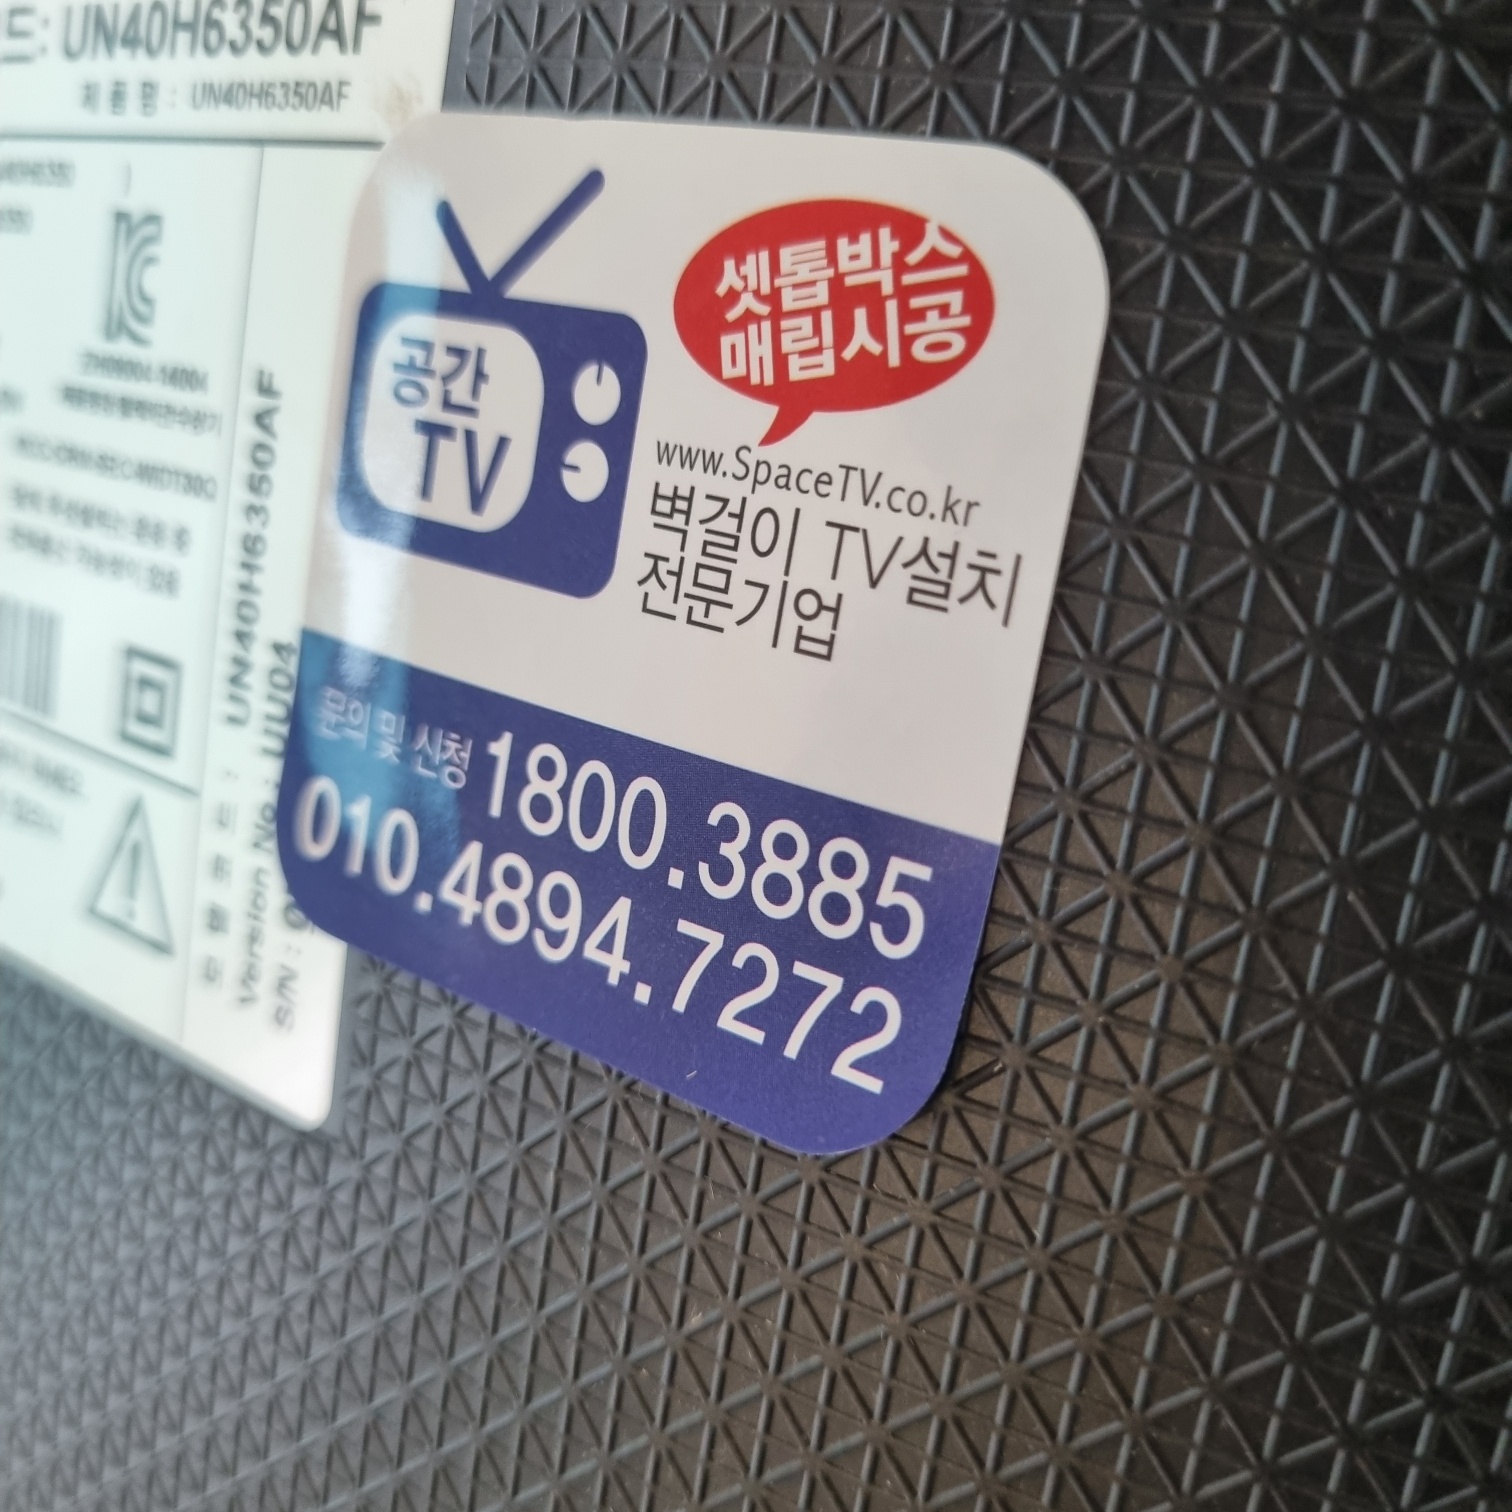 드: UN40H6350AF
제 품 명 : UN40H6350AF
UN40H6350AF
Version No.: UU04
S/N :
공간
TV
셋톱박스
매립시공
www.SpaceTV.co.kr
벽걸이 TV설치
전문기업
문의 및 신청 1800.3885
010.4894.7272